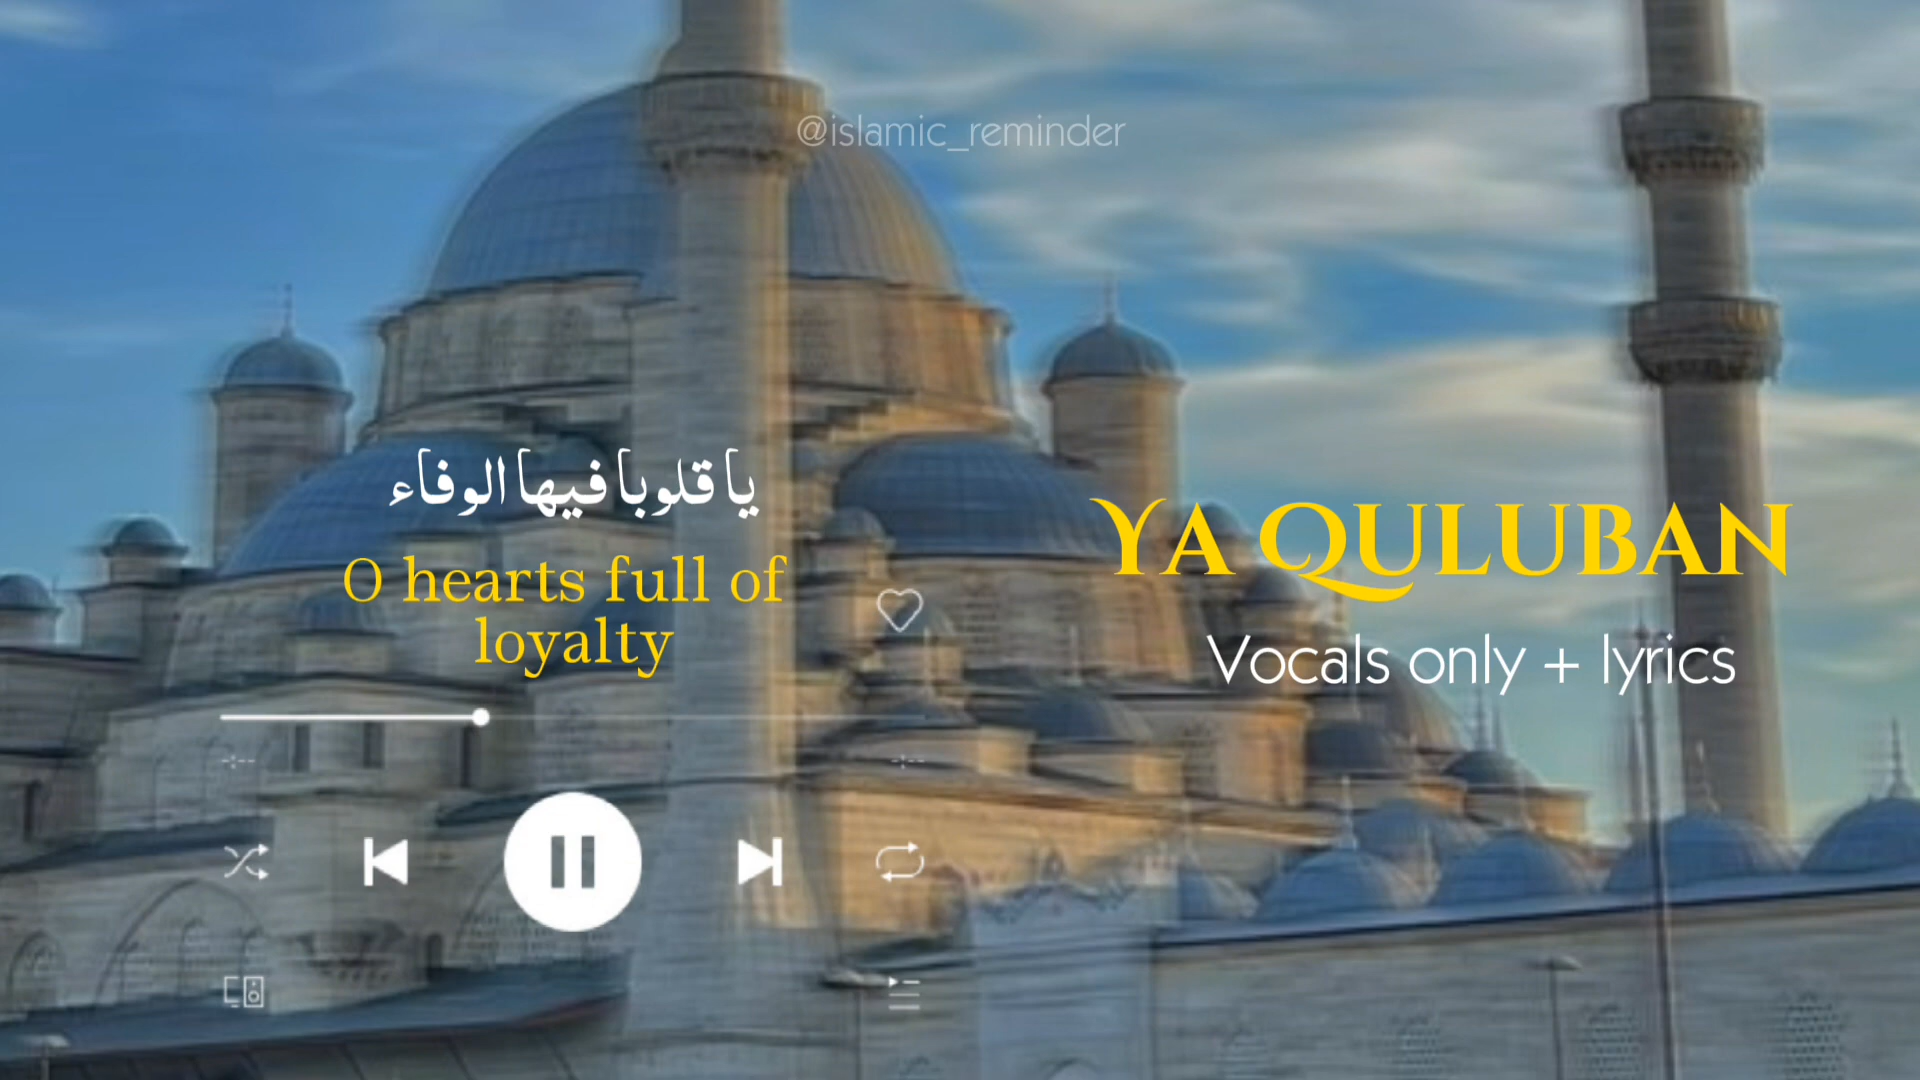 @islamic_reminder
يا قلوبا فيها الوفاء
O hearts full of
loyalty
YA QULUBAN
Vocals only + lyrics